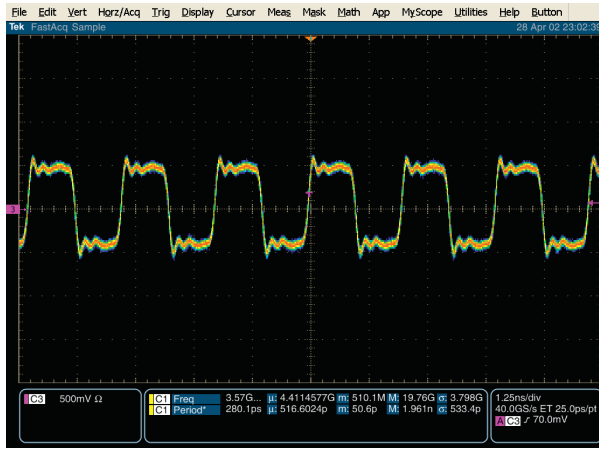 File Edit Vert Horz/Acq Trig Display Cursor Meas Mask Math App MyScope Utilities Help Button
Tek FastAcq Sample 28 Apr 02 23:02:39
3
C3 500mV Ω
C1 Freq 3.57G... µ: 4.4114577G m: 510.1M M: 19.76G σ: 3.798G
C1 Period* 280.1ps µ: 516.6024p m: 50.6p M: 1.961n σ: 533.4p
1.25ns/div
40.0GS/s ET 25.0ps/pt
A C3 ƒ 70.0mV